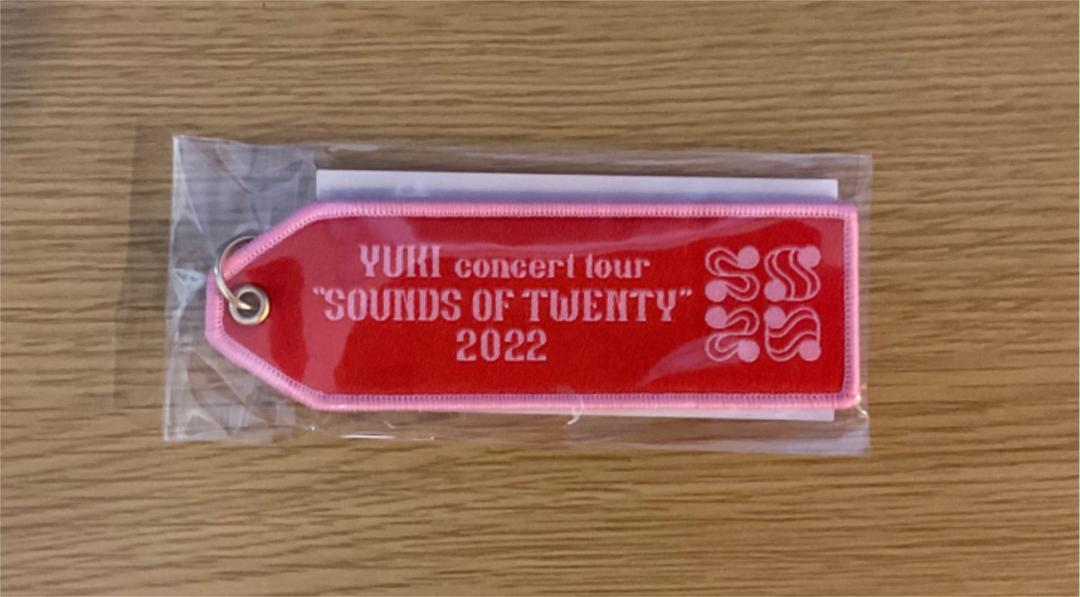 YUKI concert tour
"SOUNDS OF TWENTY"
2022